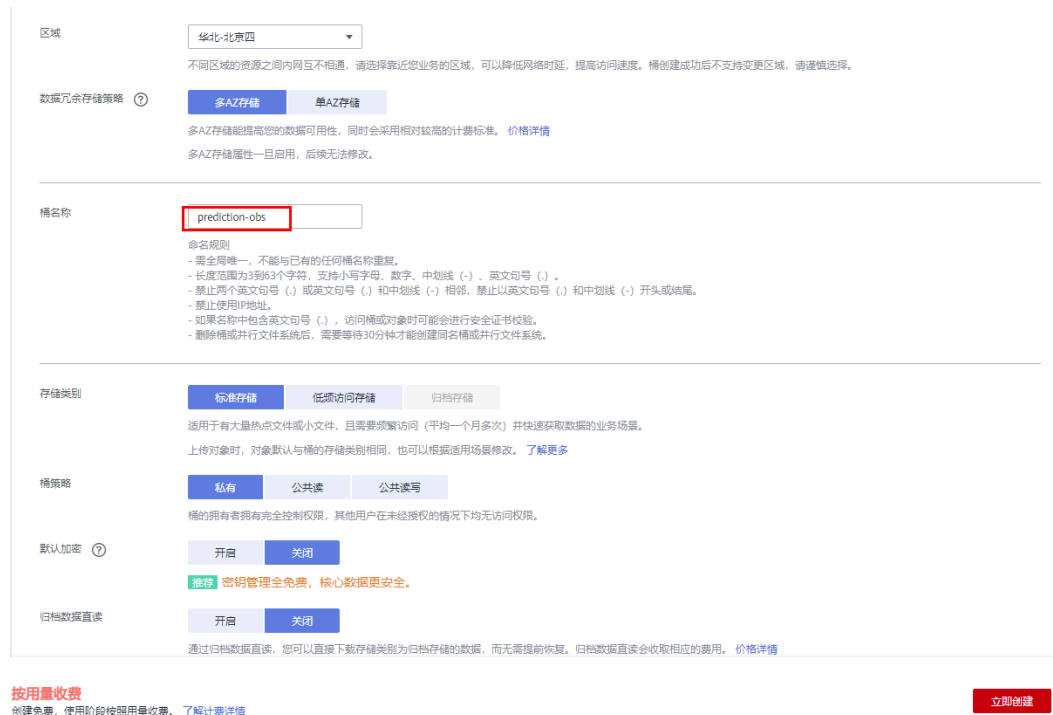 区域
华北-北京四
不同区域的资源之间内网互不相通，请选择靠近您业务的区域，可以降低网络时延，提高访问速度。桶创建成功后不支持变更区域，请谨慎选择。
数据冗余存储策略 ?
多AZ存储 单AZ存储
多AZ存储能提高您的数据可用性，同时会采用相对较高的计费标准。 价格详情
多AZ存储属性一旦启用，后续无法修改。
桶名称
prediction-obs
命名规则
- 需全局唯一，不能与已有的任何桶名称重复。
- 长度范围为3到63个字符，支持小写字母、数字、中划线（-）、英文句号（.）。
- 禁止两个英文句号（.）或英文句号（.）和中划线（-）相邻，禁止以英文句号（.）和中划线（-）开头或结尾。
- 禁止使用IP地址。
- 如果名称中包含英文句号（.），访问桶或对象时可能会进行安全证书校验。
- 删除桶或并行文件系统后，需要等待30分钟才能创建同名桶或并行文件系统。
存储类别
标准存储 低频访问存储 归档存储
适用于有大量热点文件或小文件，且需要频繁访问（平均一个月多次）并快速获取数据的业务场景。
上传对象时，对象默认与桶的存储类别相同，也可以根据适用场景修改。 了解更多
桶策略
私有 公共读 公共读写
桶的拥有者拥有完全控制权限，其他用户在未经授权的情况下均无访问权限。
默认加密 ?
开启 关闭
推荐 密钥管理全免费，核心数据更安全。
归档数据直读
开启 关闭
通过归档数据直读，您可以直接下载存储类别为归档存储的数据，而无需提前恢复。归档数据直读会收取相应的费用。 价格详情
按用量收费
创建免费，使用阶段按照用量收费。 了解计费详情
立即创建